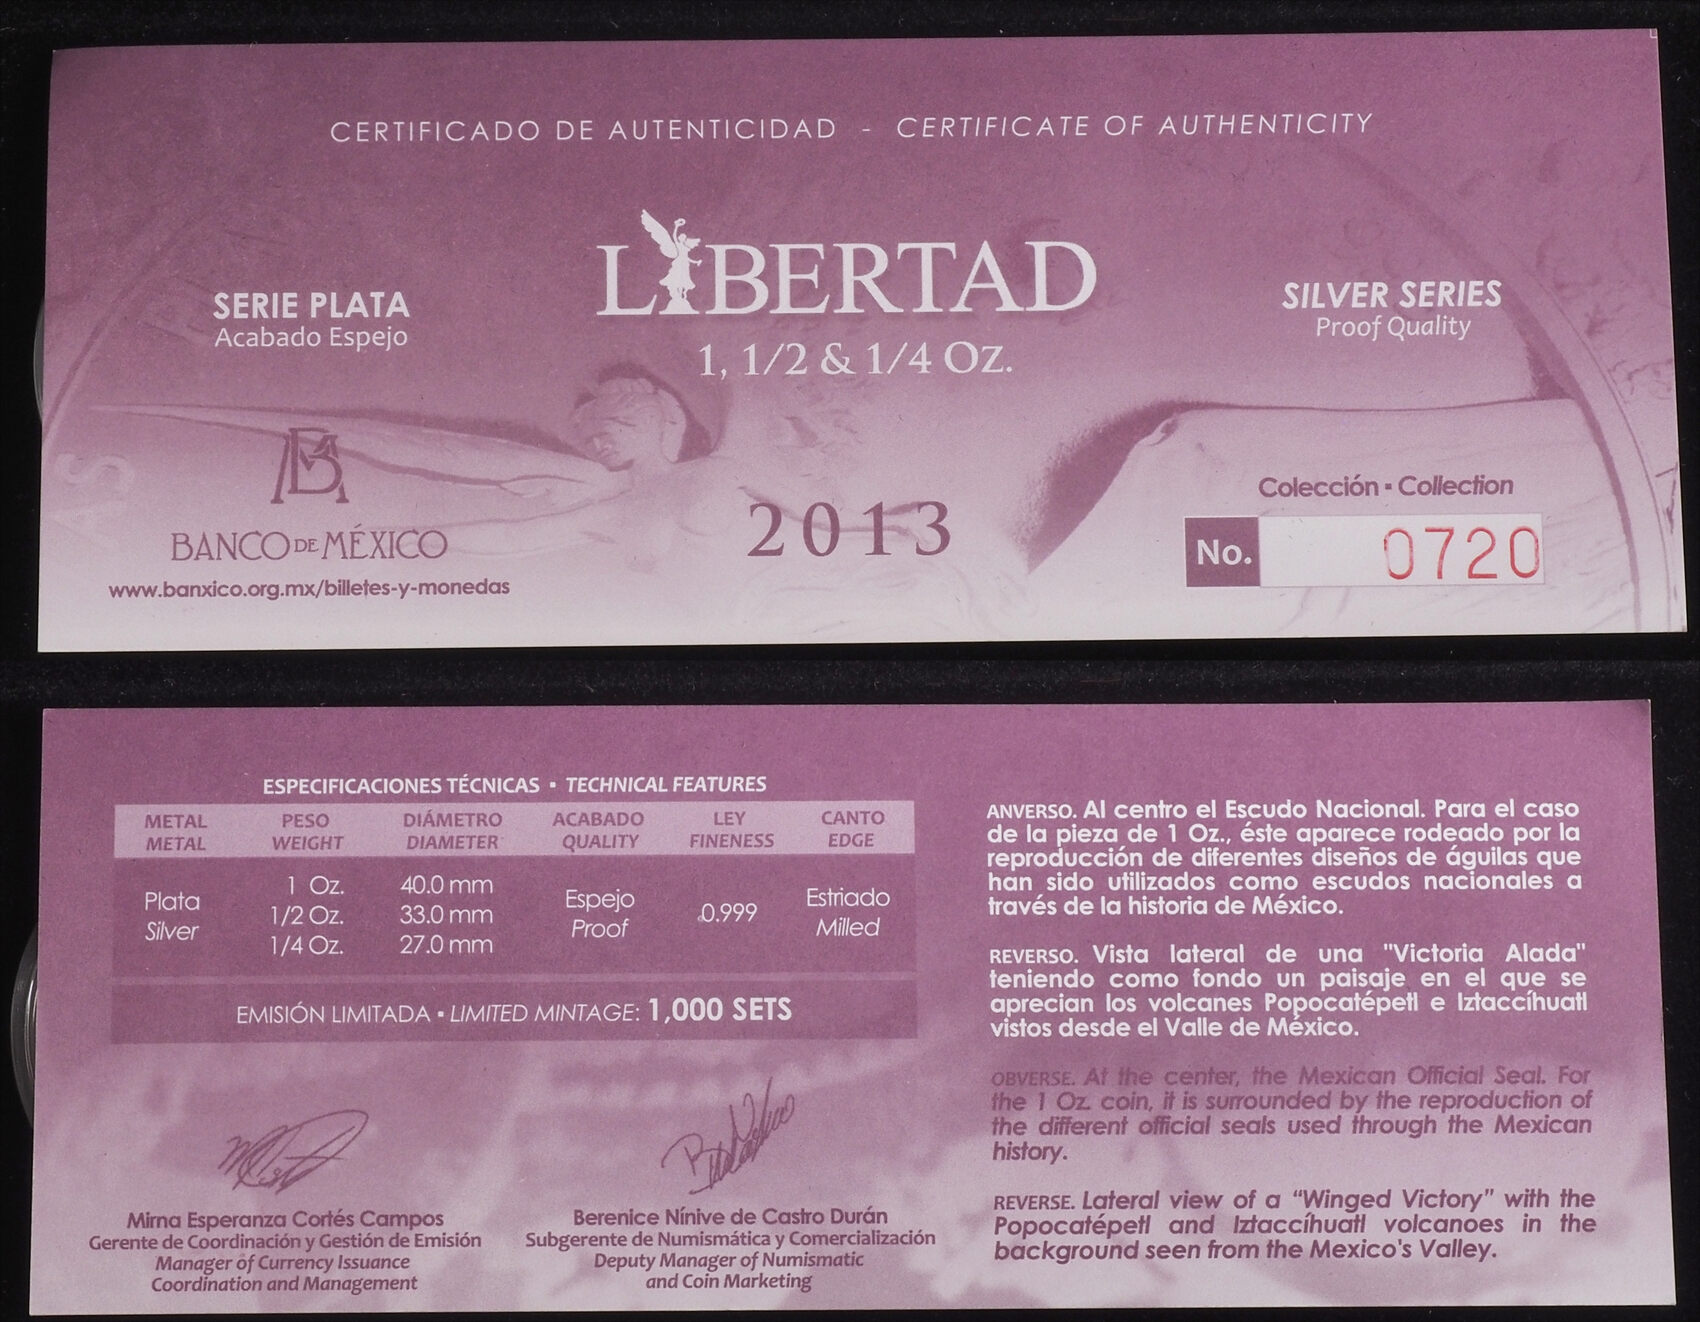 CERTIFICADO DE AUTENTICIDAD - CERTIFICATE OF AUTHENTICITY
LIBERTAD
1, 1/2 & 1/4 Oz.
SERIE PLATA
Acabado Espejo
SILVER SERIES
Proof Quality
BM
BANCO DE MÉXICO
www.banxico.org.mx/billetes-y-monedas
2013
Colección ▪ Collection
No. 0720
ESPECIFICACIONES TÉCNICAS ▪ TECHNICAL FEATURES
METAL PESO DIÁMETRO ACABADO LEY CANTO
METAL WEIGHT DIAMETER QUALITY FINENESS EDGE
Plata Silver
1 Oz. 40.0 mm
1/2 Oz. 33.0 mm
1/4 Oz. 27.0 mm
Espejo Proof
0.999
Estriado Milled
EMISIÓN LIMITADA ▪ LIMITED MINTAGE: 1,000 SETS
Mirna Esperanza Cortés Campos
Gerente de Coordinación y Gestión de Emisión
Manager of Currency Issuance
Coordination and Management
Berenice Nínive de Castro Durán
Subgerente de Numismática y Comercialización
Deputy Manager of Numismatic
and Coin Marketing
ANVERSO. Al centro el Escudo Nacional. Para el caso
de la pieza de 1 Oz., éste aparece rodeado por la
reproducción de diferentes diseños de águilas que
han sido utilizados como escudos nacionales a
través de la historia de México.
REVERSO. Vista lateral de una "Victoria Alada"
teniendo como fondo un paisaje en el que se
aprecian los volcanes Popocatépetl e Iztaccíhuatl
vistos desde el Valle de México.
OBVERSE. At the center, the Mexican Official Seal. For
the 1 Oz. coin, it is surrounded by the reproduction of
the different official seals used through the Mexican
history.
REVERSE. Lateral view of a “Winged Victory” with the
Popocatépetl and Iztaccíhuatl volcanoes in the
background seen from the Mexico's Valley.